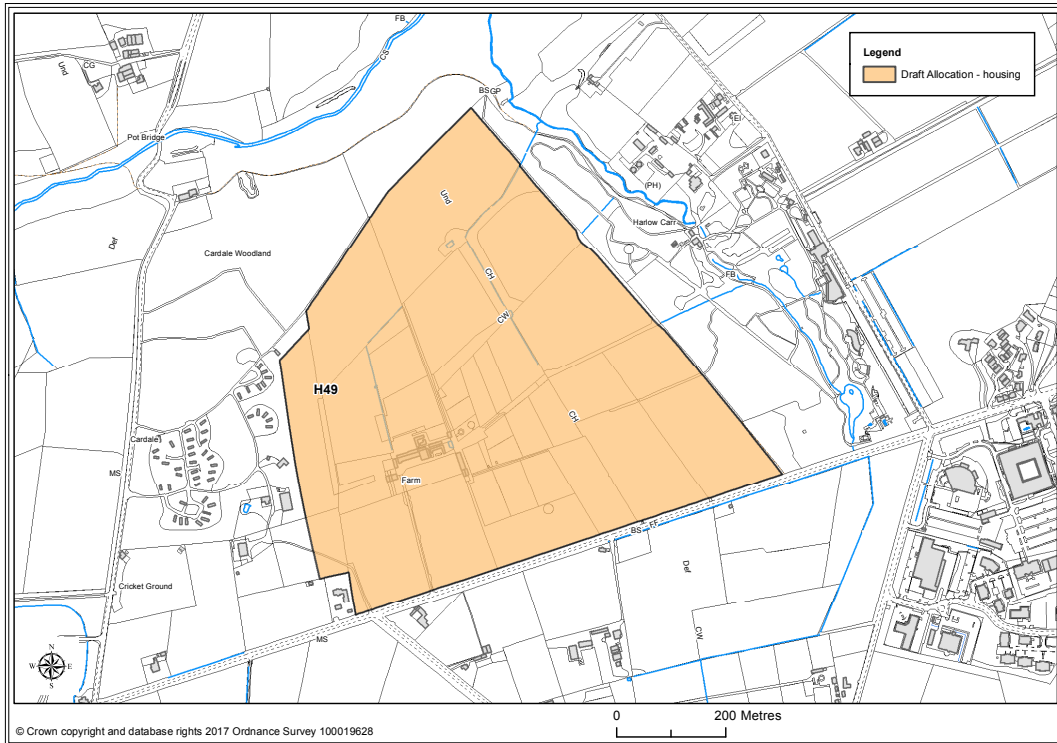 FB
CS
Und
CG
Legend
Draft Allocation - housing
BSGP
El
Pot Bridge
Und
(PH)
Harlow Carr
Def
Cardale Woodland
CH
FB
CW
H49
CH
Cardale
MS
Farm
BS FF
Def
Cricket Ground
CW
MS
N
W E
S
0 200 Metres
© Crown copyright and database rights 2017 Ordnance Survey 100019628